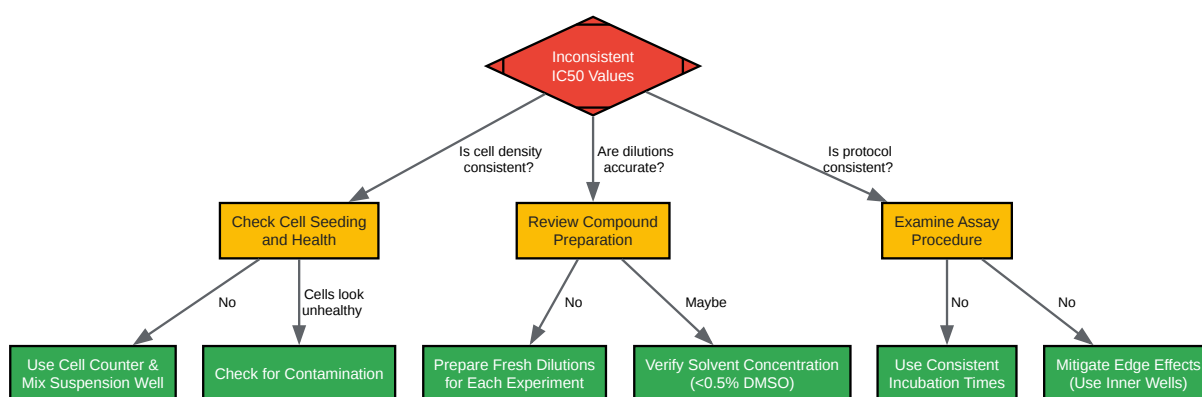 Inconsistent
IC50 Values
Is cell density
consistent?
Are dilutions
accurate?
Is protocol
consistent?
Check Cell Seeding
and Health
Review Compound
Preparation
Examine Assay
Procedure
No
Cells look
unhealthy
No
Maybe
No
No
Use Cell Counter &
Mix Suspension Well
Check for Contamination
Prepare Fresh Dilutions
for Each Experiment
Verify Solvent Concentration
(<0.5% DMSO)
Use Consistent
Incubation Times
Mitigate Edge Effects
(Use Inner Wells)